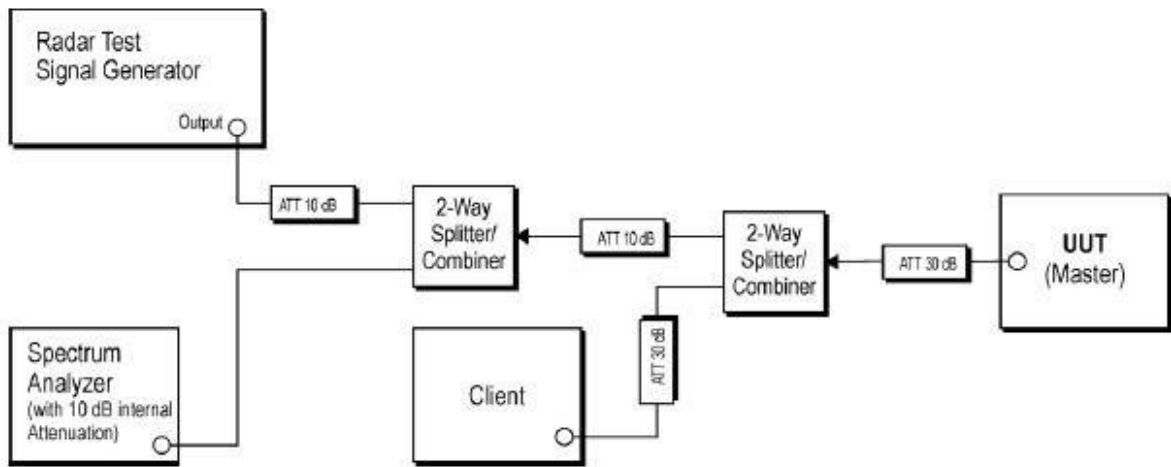 Radar Test
Signal Generator
Output
ATT 10 dB
2-Way
Splitter/
Combiner
ATT 10 dB
2-Way
Splitter/
Combiner
ATT 30 dB
UUT
(Master)
ATT 30 dB
Spectrum
Analyzer
(with 10 dB internal
Attenuation)
Client